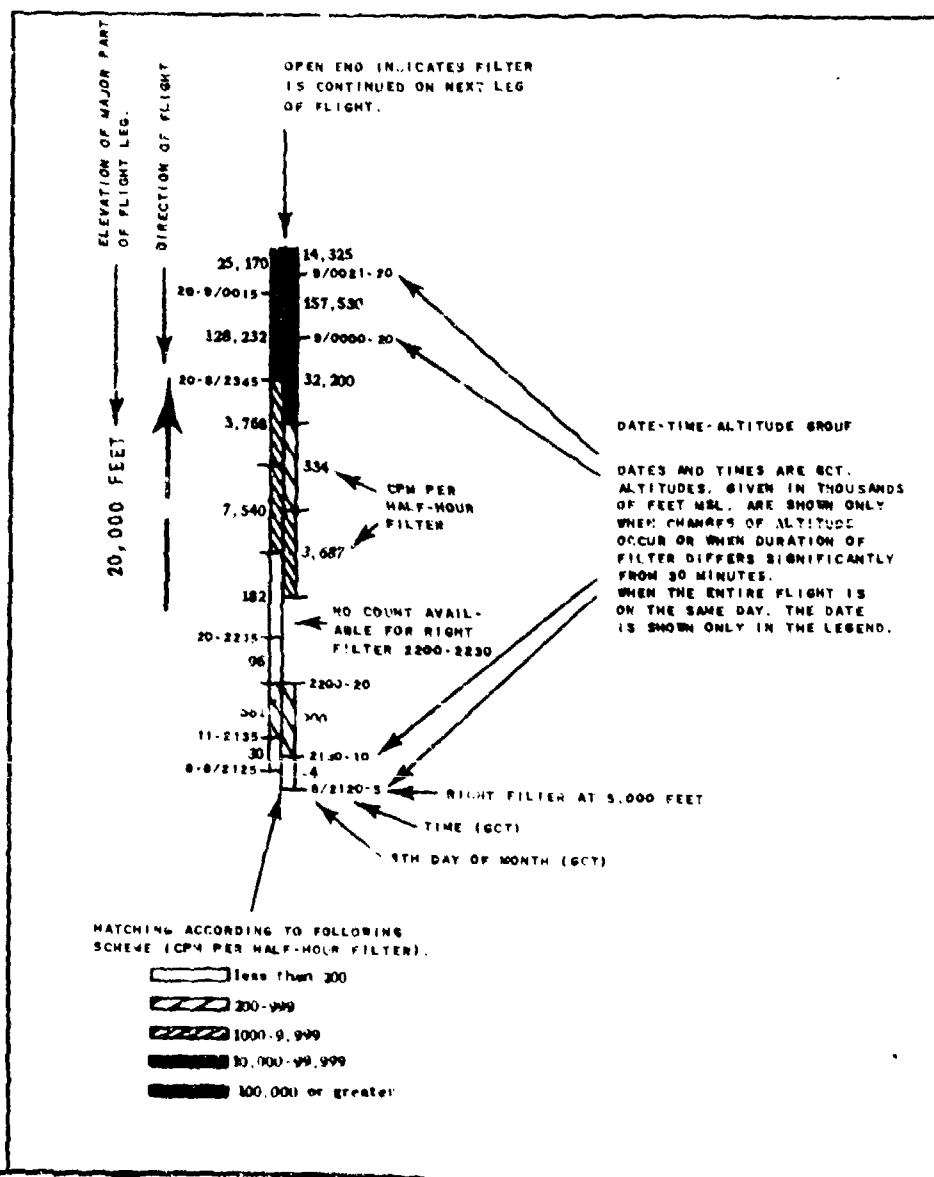 OPEN END INDICATES FILTER
IS CONTINUED ON NEXT LEG
OF FLIGHT.
ELEVATION OF MAJOR PART
OF FLIGHT LEG.
DIRECTION OF FLIGHT
20,000 FEET
25,170
14,325
9/0021-20
20-9/0015
157,530
128,232
9/0000-20
20-8/2345
32,200
3,766
334
CPM PER
HALF-HOUR
FILTER
7,540
3,687
182
NO COUNT AVAIL-
ABLE FOR RIGHT
FILTER 2200-2230
20-2215
96
2200-20
11-2135
30
-10
8-8/2125
8/2120-5
RIGHT FILTER AT 5,000 FEET
TIME (GCT)
DAY OF MONTH (GCT)
DATE-TIME-ALTITUDE GROUP
DATES AND TIMES ARE GCT.
ALTITUDES, GIVEN IN THOUSANDS
OF FEET MSL, ARE SHOWN ONLY
WHEN CHANGES OF ALTITUDE
OCCUR OR WHEN DURATION OF
FILTER DIFFERS SIGNIFICANTLY
FROM 30 MINUTES.
WHEN THE ENTIRE FLIGHT IS
ON THE SAME DAY, THE DATE
IS SHOWN ONLY IN THE LEGEND.
HATCHING ACCORDING TO FOLLOWING
SCHEME (CPM PER HALF-HOUR FILTER).
less than 200
200-999
1000-9,999
10,000-99,999
100,000 or greater